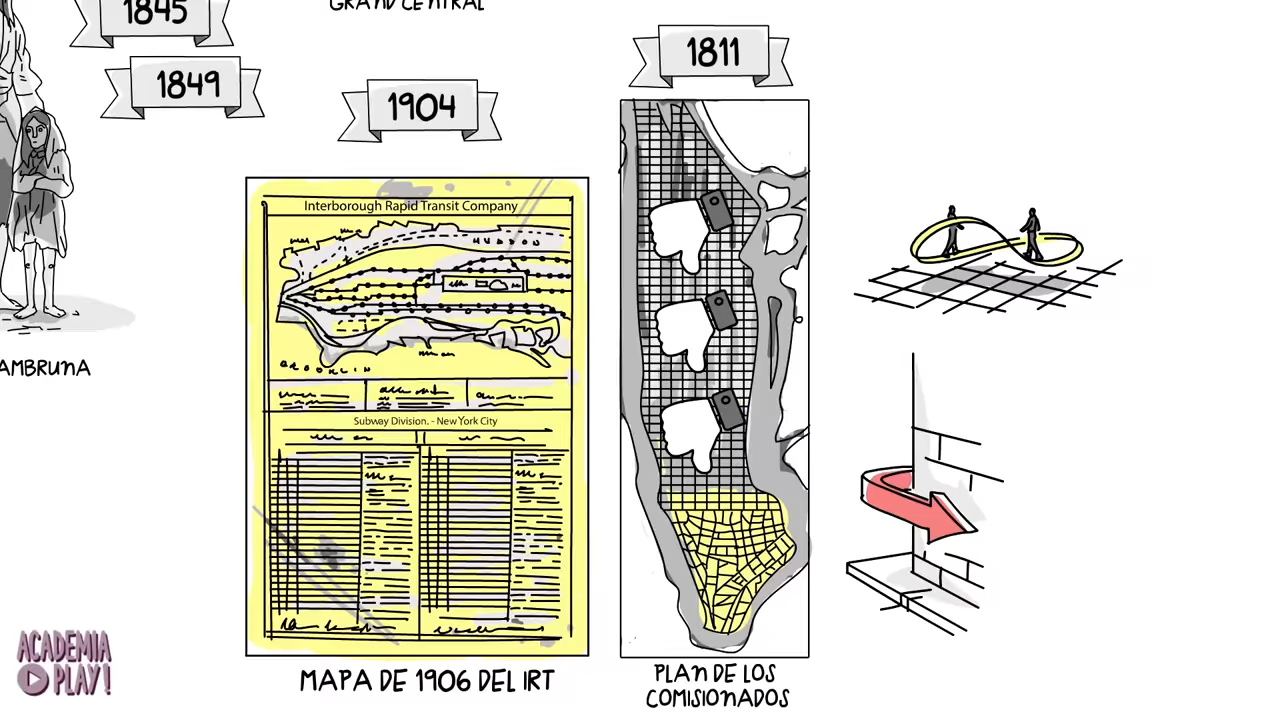 1845
GRAND CENTRAL
1849
1904
1811
Interborough Rapid Transit Company
HUDSON
BROOKLIN
Subway Division. - New York City
AMBRUNA
MAPA DE 1906 DEL IRT
PLAN DE LOS
COMISIONADOS
ACADEMIA
PLAY!